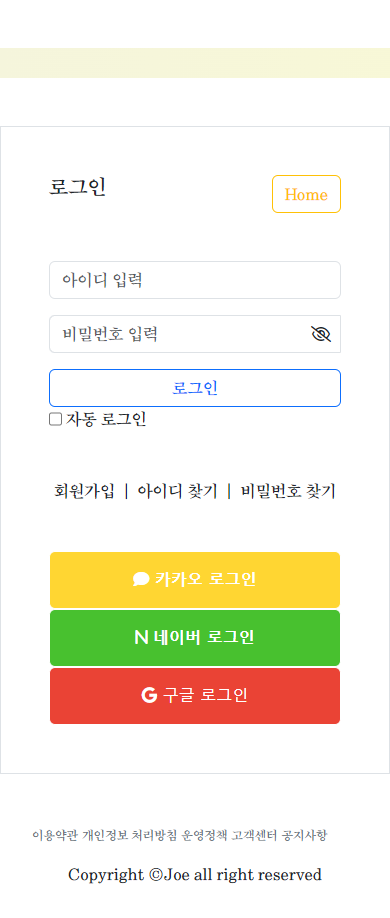 로그인
Home
아이디 입력
비밀번호 입력
로그인
자동 로그인
회원가입 | 아이디 찾기 | 비밀번호 찾기
카카오 로그인
N 네이버 로그인
G 구글 로그인
이용약관 개인정보 처리방침 운영정책 고객센터 공지사항
Copyright ©Joe all right reserved